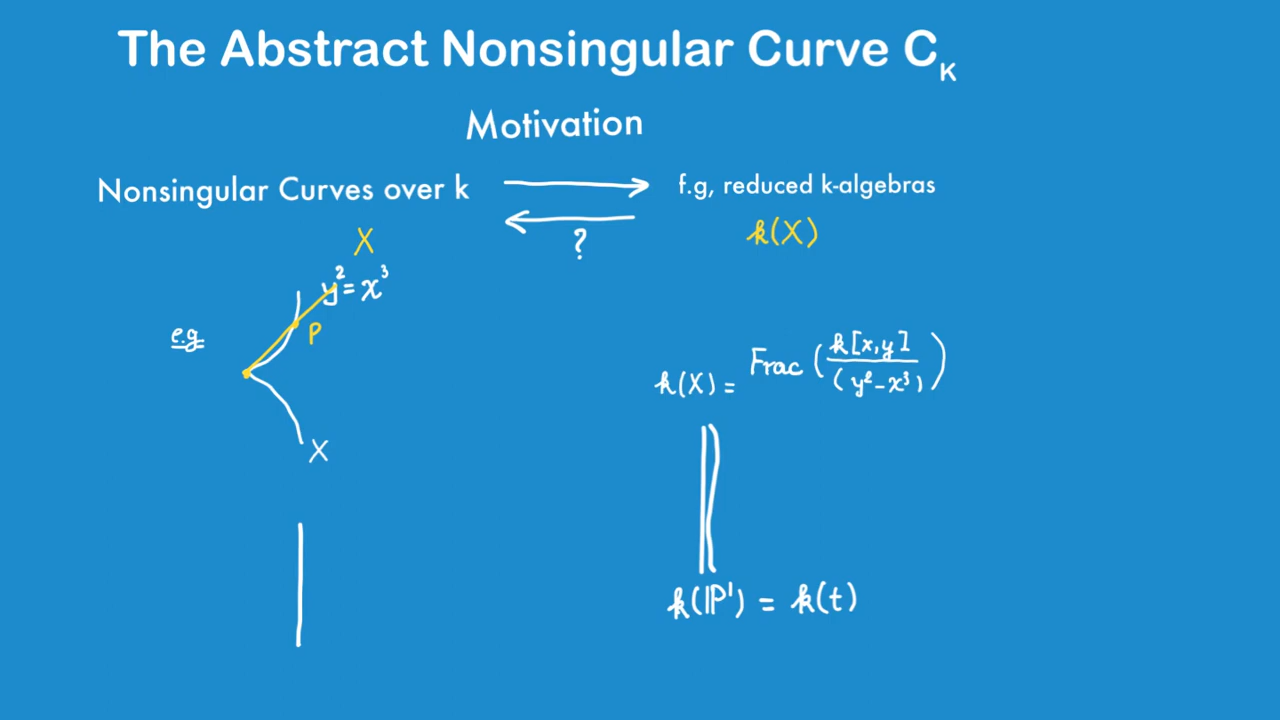 The Abstract Nonsingular Curve C_K
Motivation
Nonsingular Curves over k
f.g, reduced k-algebras
?
X
k(X)
y² = x³
e.g
P
X
k(X) = Frac ( k[x,y] / (y² - x³) )
k(ℙ¹) = k(t)